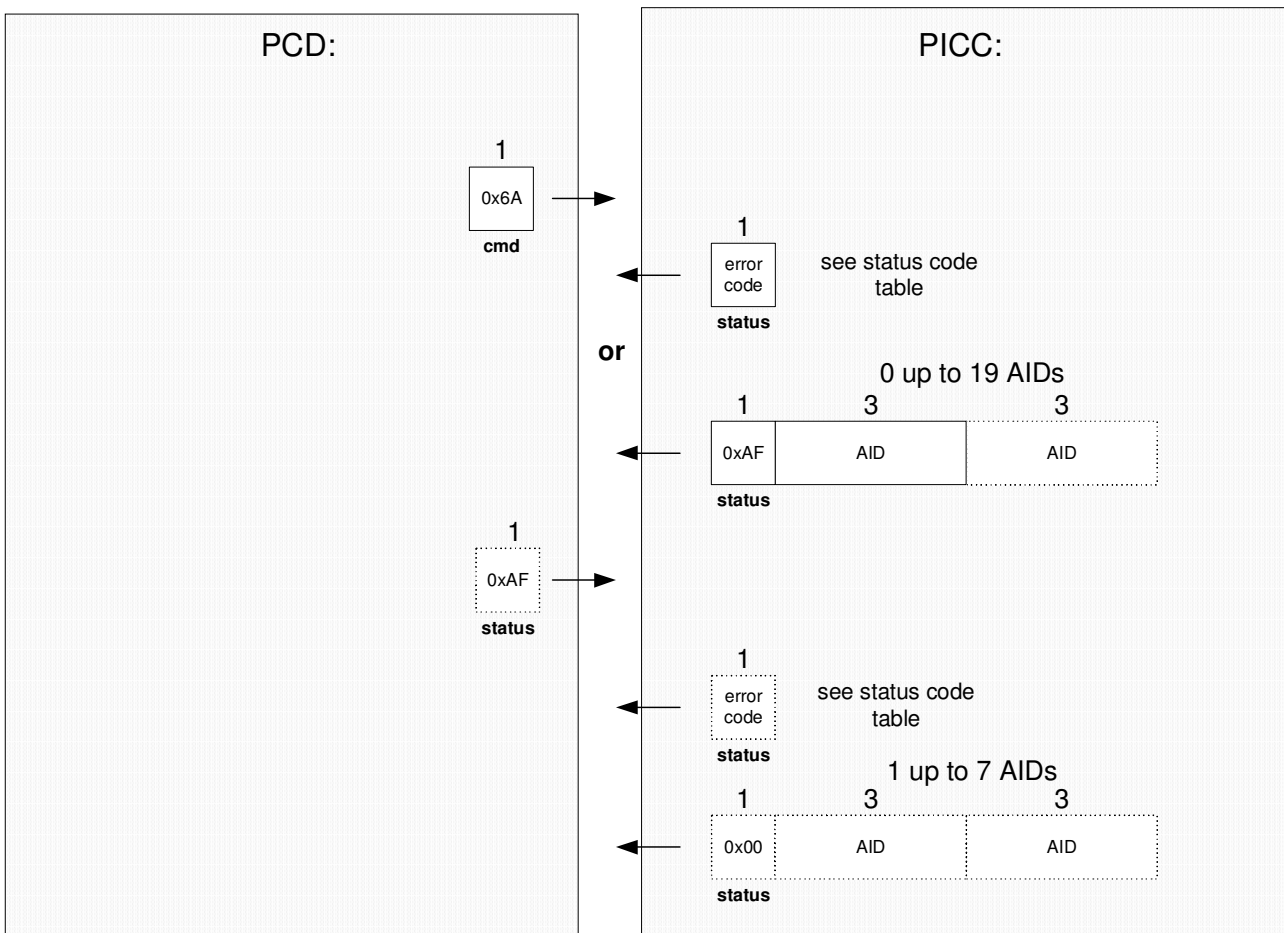 PCD:
PICC:
1
0x6A
cmd
1
error
code
see status code
table
status
or
0 up to 19 AIDs
1
3
3
0xAF
AID
AID
status
1
0xAF
status
1
error
code
see status code
table
status
1 up to 7 AIDs
1
3
3
0x00
AID
AID
status